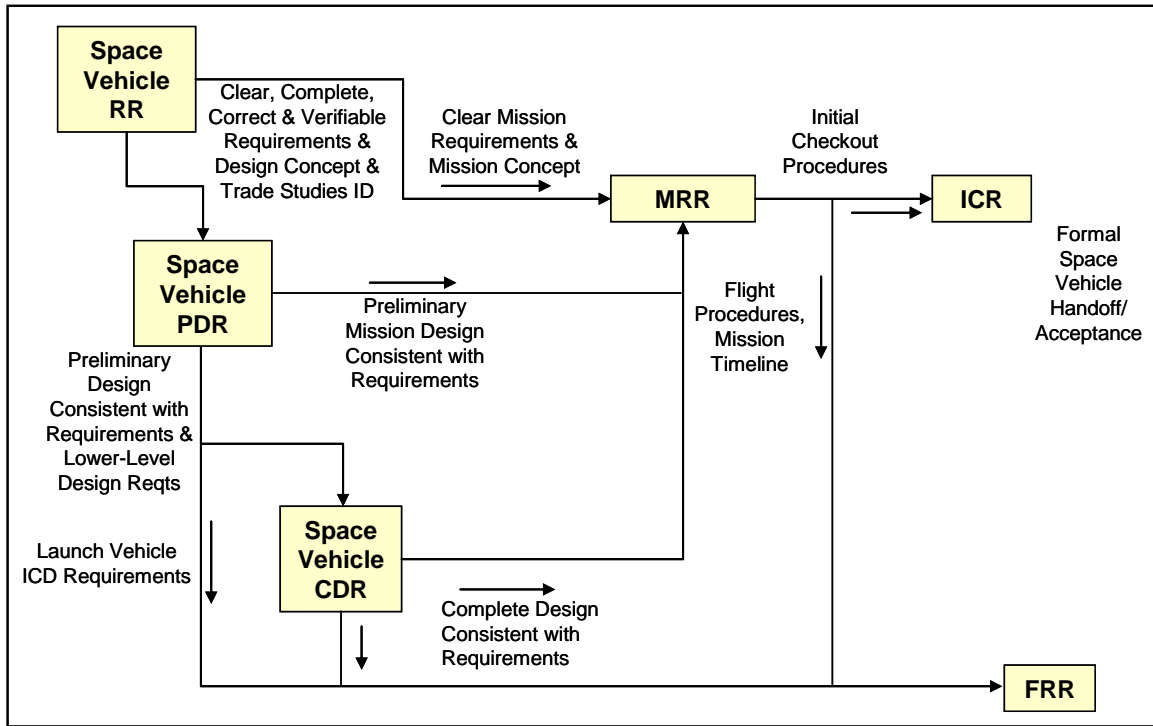 Space
Vehicle
RR
Clear, Complete,
Correct & Verifiable
Requirements &
Design Concept &
Trade Studies ID
Clear Mission
Requirements &
Mission Concept
Initial
Checkout
Procedures
MRR
ICR
Formal
Space
Vehicle
Handoff/
Acceptance
Space
Vehicle
PDR
Preliminary
Mission Design
Consistent with
Requirements
Flight
Procedures,
Mission
Timeline
Preliminary
Design
Consistent with
Requirements &
Lower-Level
Design Reqts
Launch Vehicle
ICD Requirements
Space
Vehicle
CDR
Complete Design
Consistent with
Requirements
FRR